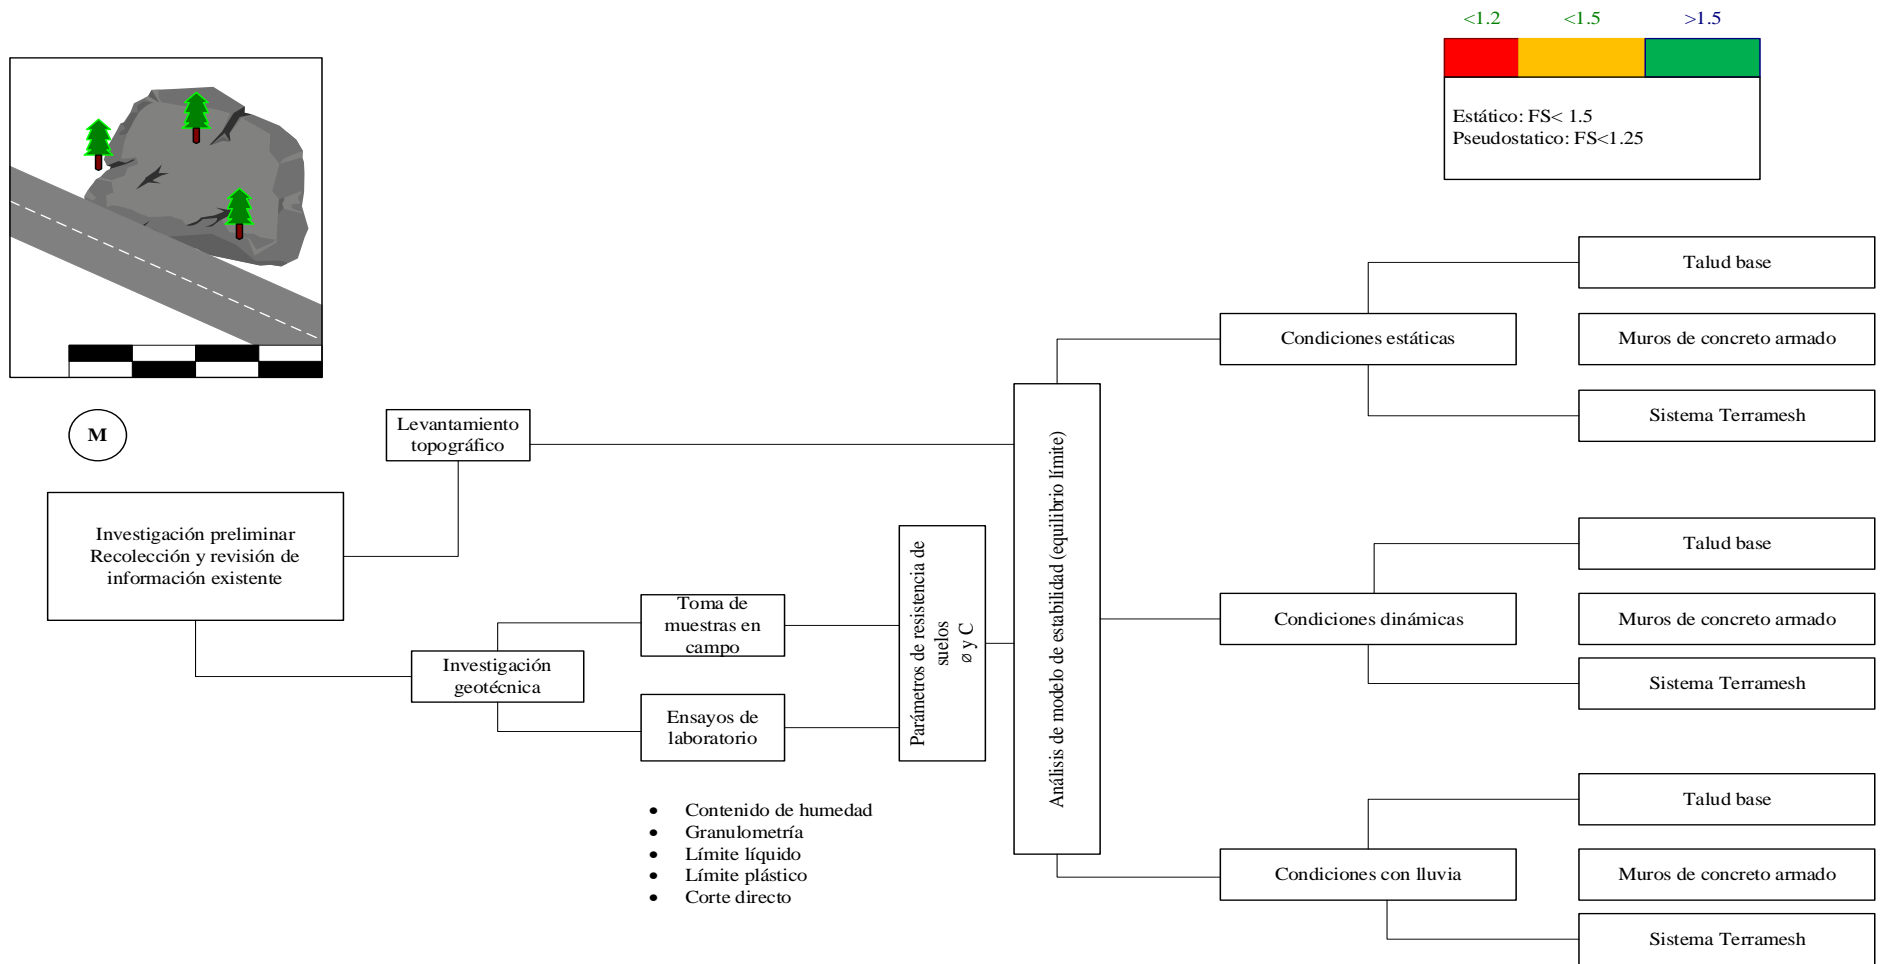 <1.2 <1.5 >1.5
Estático: FS< 1.5
Pseudostatico: FS<1.25
M
Investigación preliminar
Recolección y revisión de
información existente
Levantamiento
topográfico
Investigación
geotécnica
Toma de
muestras en
campo
Ensayos de
laboratorio
• Contenido de humedad
• Granulometría
• Límite líquido
• Límite plástico
• Corte directo
Parámetros de resistencia de
suelos
ø y C
Análisis de modelo de estabilidad (equilibrio límite)
Condiciones estáticas
Talud base
Muros de concreto armado
Sistema Terramesh
Condiciones dinámicas
Talud base
Muros de concreto armado
Sistema Terramesh
Condiciones con lluvia
Talud base
Muros de concreto armado
Sistema Terramesh